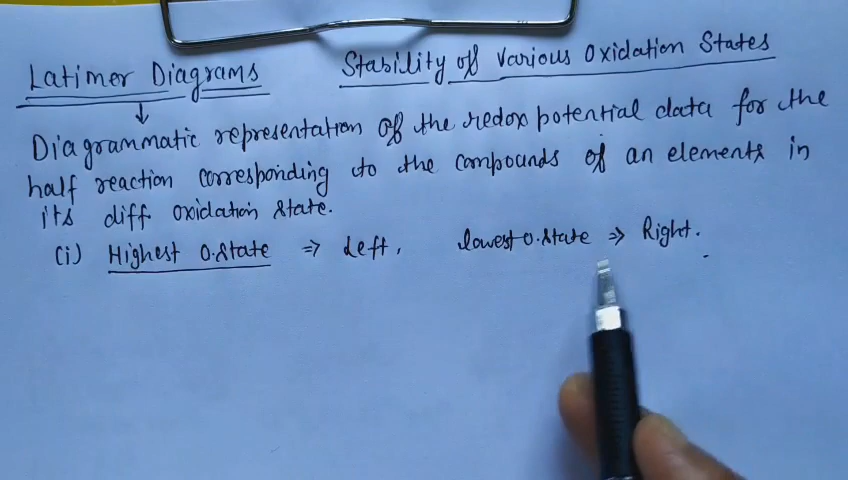 Latimer Diagrams Stability of Various Oxidation States
Diagrammatic representation of the redox potential data for the
half reaction corresponding to the compounds of an elements in
its diff oxidation state.
(i) Highest O.State ⇒ Left, lowest O.State ⇒ Right.